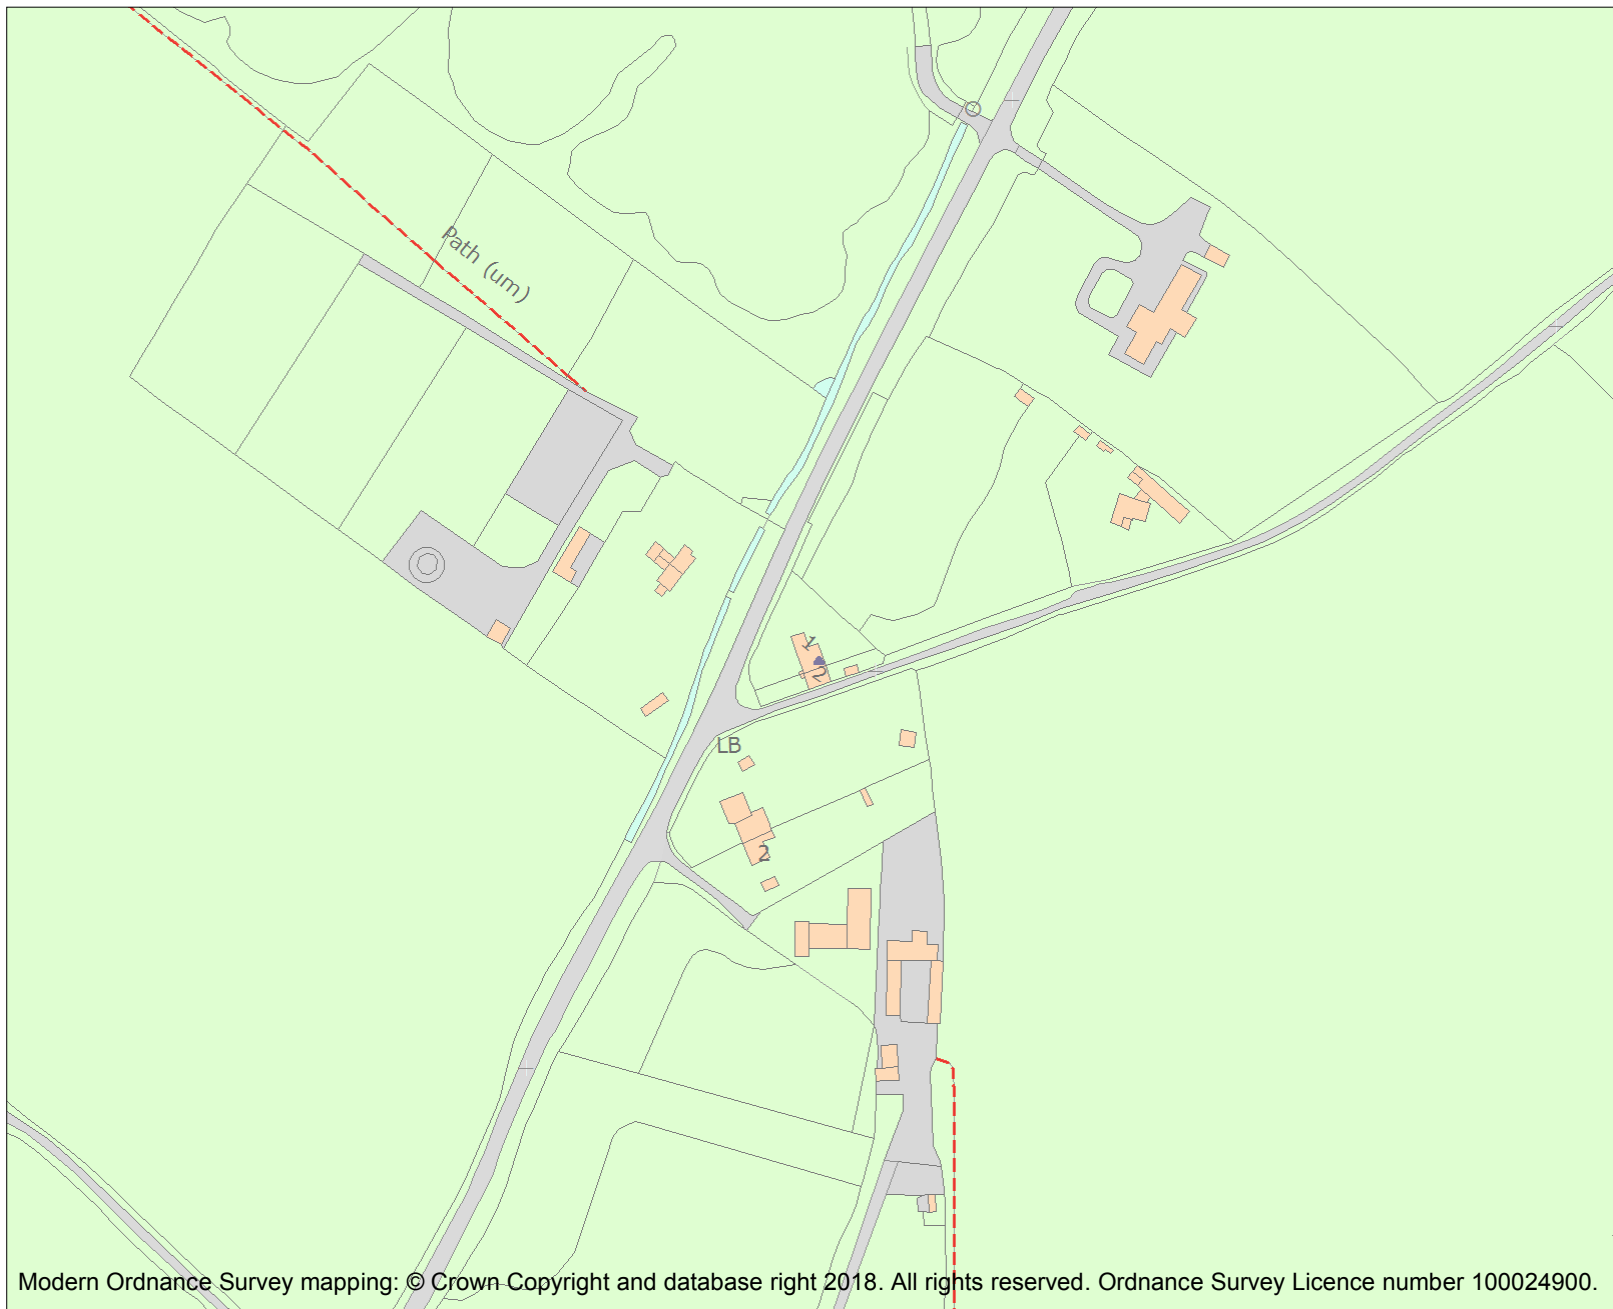 Path (um)
1
2
LB
2
Modern Ordnance Survey mapping: © Crown Copyright and database right 2018. All rights reserved. Ordnance Survey Licence number 100024900.